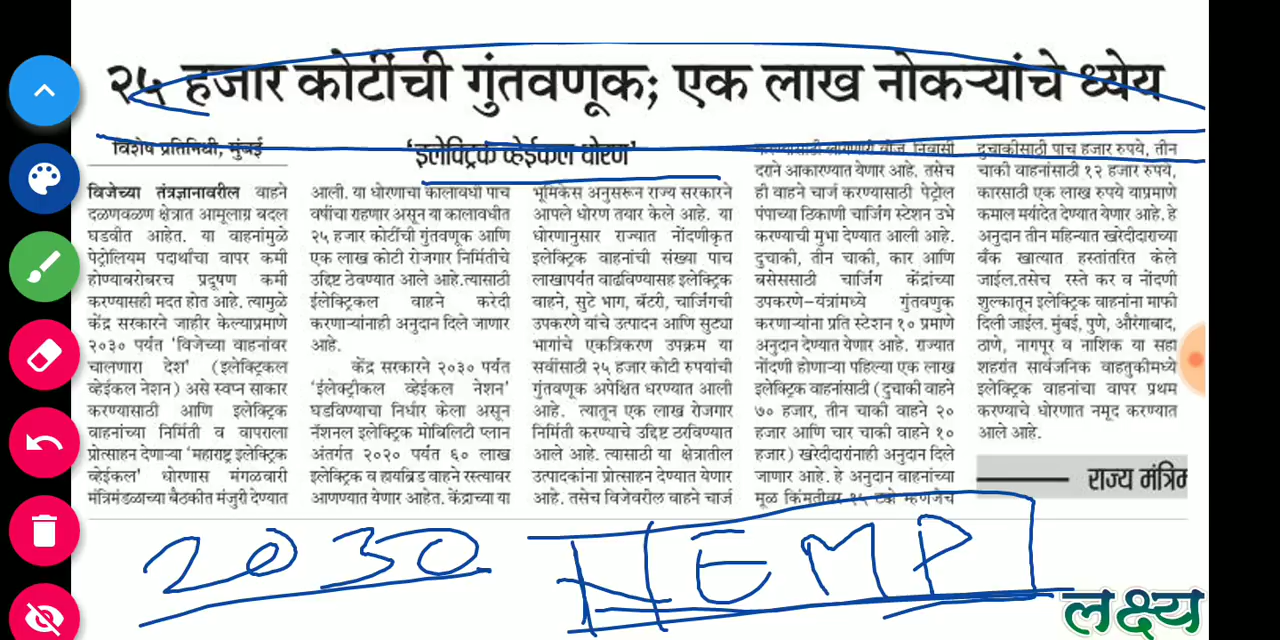 २५ हजार कोटींची गुंतवणूक; एक लाख नोकऱ्यांचे ध्येय
विशेष प्रतिनिधी, मुंबई
'इलेक्ट्रिक व्हेईकल धोरण'
विजेच्या तंत्रज्ञानावरील वाहने
दळणवळण क्षेत्रात आमूलाग्र बदल
घडवीत आहेत. या वाहनांमुळे
पेट्रोलियम पदार्थांचा वापर कमी
होण्याबरोबरच प्रदूषण कमी
करण्यासही मदत होत आहे. त्यामुळे
केंद्र सरकारने जाहीर केल्याप्रमाणे
२०३० पर्यंत 'विजेच्या वाहनांवर
चालणारा देश' (इलेक्ट्रिकल
व्हेईकल नेशन) असे स्वप्न साकार
करण्यासाठी आणि इलेक्ट्रिक
वाहनांच्या निर्मिती व वापराला
प्रोत्साहन देणाऱ्या 'महाराष्ट्र इलेक्ट्रिक
व्हेईकल' धोरणास मंगळवारी
मंत्रिमंडळाच्या बैठकीत मंजुरी देण्यात
आली. या धोरणाचा कालावधी पाच
वर्षांचा राहणार असून या कालावधीत
२५ हजार कोटींची गुंतवणूक आणि
एक लाख रोजगार निर्मितीचे
उद्दिष्ट ठेवण्यात आले आहे.त्यासाठी
ईलेक्ट्रिकल वाहने करेदी
करणाऱ्यांनाही अनुदान दिले जाणार
आहे.
केंद्र सरकारने २०३० पर्यंत
'ईलेक्ट्रीकल व्हेईकल नेशन'
घडविण्याचा निर्धार केला असून
नॅशनल इलेक्ट्रिक मोबिलिटी प्लान
अंतर्गत २०२० पर्यंत ६० लाख
इलेक्ट्रिक व हायब्रिड वाहने रस्त्यावर
आणण्यात येणार आहेत. केंद्राच्या या
भूमिकेस अनुसरून राज्य सरकारने
आपले धोरण तयार केले आहे. या
धोरणानुसार राज्यात नोंदणीकृत
इलेक्ट्रिक वाहनांची संख्या पाच
लाखापर्यंत वाढविण्यासह इलेक्ट्रिक
वाहने, सुटे भाग, बॅटरी, चार्जिंगची
उपकरणे यांचे उत्पादन आणि सुट्या
भागांचे एकत्रिकरण उपक्रम या
सर्वांसाठी २५ हजार कोटी रुपयांची
गुंतवणूक अपेक्षित धरण्यात आली
आहे. त्यातून एक लाख रोजगार
निर्मिती करण्याचे उद्दिष्ट ठरविण्यात
आले आहे. त्यासाठी या क्षेत्रातील
उत्पादकांना प्रोत्साहन देण्यात येणार
आहे. तसेच विजेवरील वाहने चार्ज
करण्यासाठी लागणारी वीज, निवासी
दराने आकारण्यात येणार आहे. तसेच
ही वाहने चार्ज करण्यासाठी पेट्रोल
पंपाच्या ठिकाणी चार्जिंग स्टेशन उभे
करण्याची मुभा देण्यात आली आहे.
दुचाकी, तीन चाकी, कार आणि
बसेससाठी चार्जिंग केंद्रांच्या
उपकरणे-यंत्रांमध्ये गुंतवणुक
करणाऱ्यांना प्रति स्टेशन १० प्रमाणे
अनुदान देण्यात येणार आहे. राज्यात
नोंदणी होणाऱ्या पहिल्या एक लाख
इलेक्ट्रिक वाहनांसाठी (दुचाकी वाहने
७० हजार, तीन चाकी वाहने २०
हजार आणि चार चाकी वाहने १०
हजार) खरेदीदारांनाही अनुदान दिले
जाणार आहे. हे अनुदान वाहनांच्या
मूळ किंमतीवर १५ टक्के म्हणजेच
दुचाकीसाठी पाच हजार रुपये, तीन
चाकी वाहनांसाठी १२ हजार रुपये,
कारसाठी एक लाख रुपये याप्रमाणे
कमाल मर्यादेत देण्यात येणार आहे. हे
अनुदान तीन महिन्यात खरेदीदाराच्या
बँक खात्यात हस्तांतरित केले
जाईल.तसेच रस्ते कर व नोंदणी
शुल्कातून इलेक्ट्रिक वाहनांना माफी
दिली जाईल. मुंबई, पुणे, औरंगाबाद,
ठाणे, नागपूर व नाशिक या सहा
शहरांत सार्वजनिक वाहतुकीमध्ये
इलेक्ट्रिक वाहनांचा वापर प्रथम
करण्याचे धोरणात नमूद करण्यात
आले आहे.
राज्य मंत्रिम
2030 NEMP
लक्ष्य